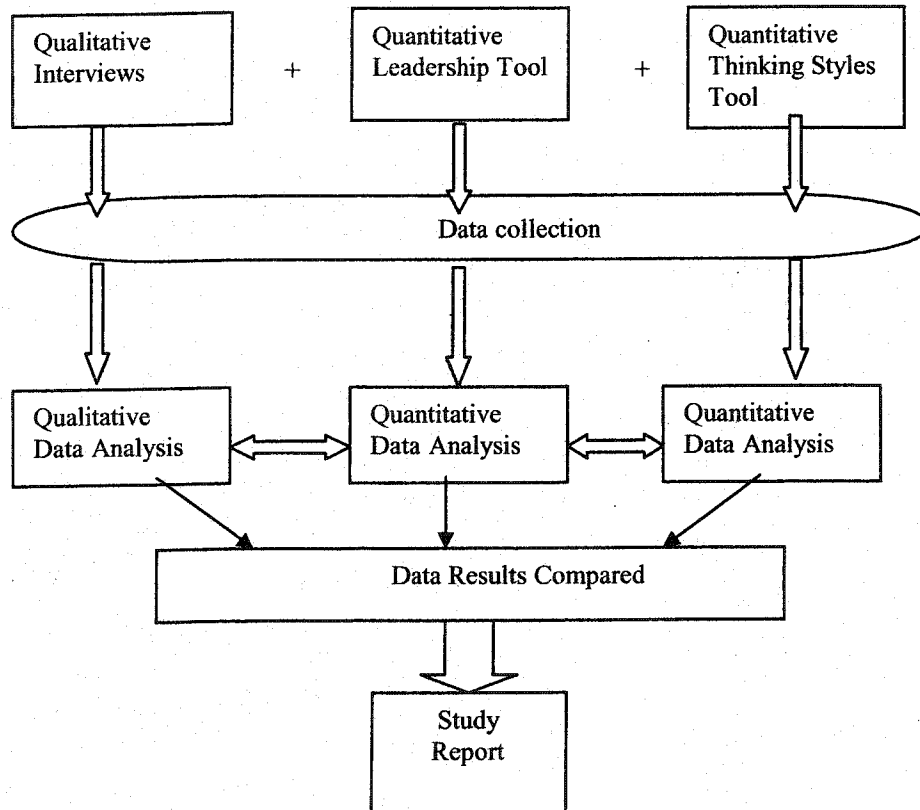 Qualitative
Interviews
+
Quantitative
Leadership Tool
+
Quantitative
Thinking Styles
Tool
Data collection
Qualitative
Data Analysis
Quantitative
Data Analysis
Quantitative
Data Analysis
Data Results Compared
Study
Report